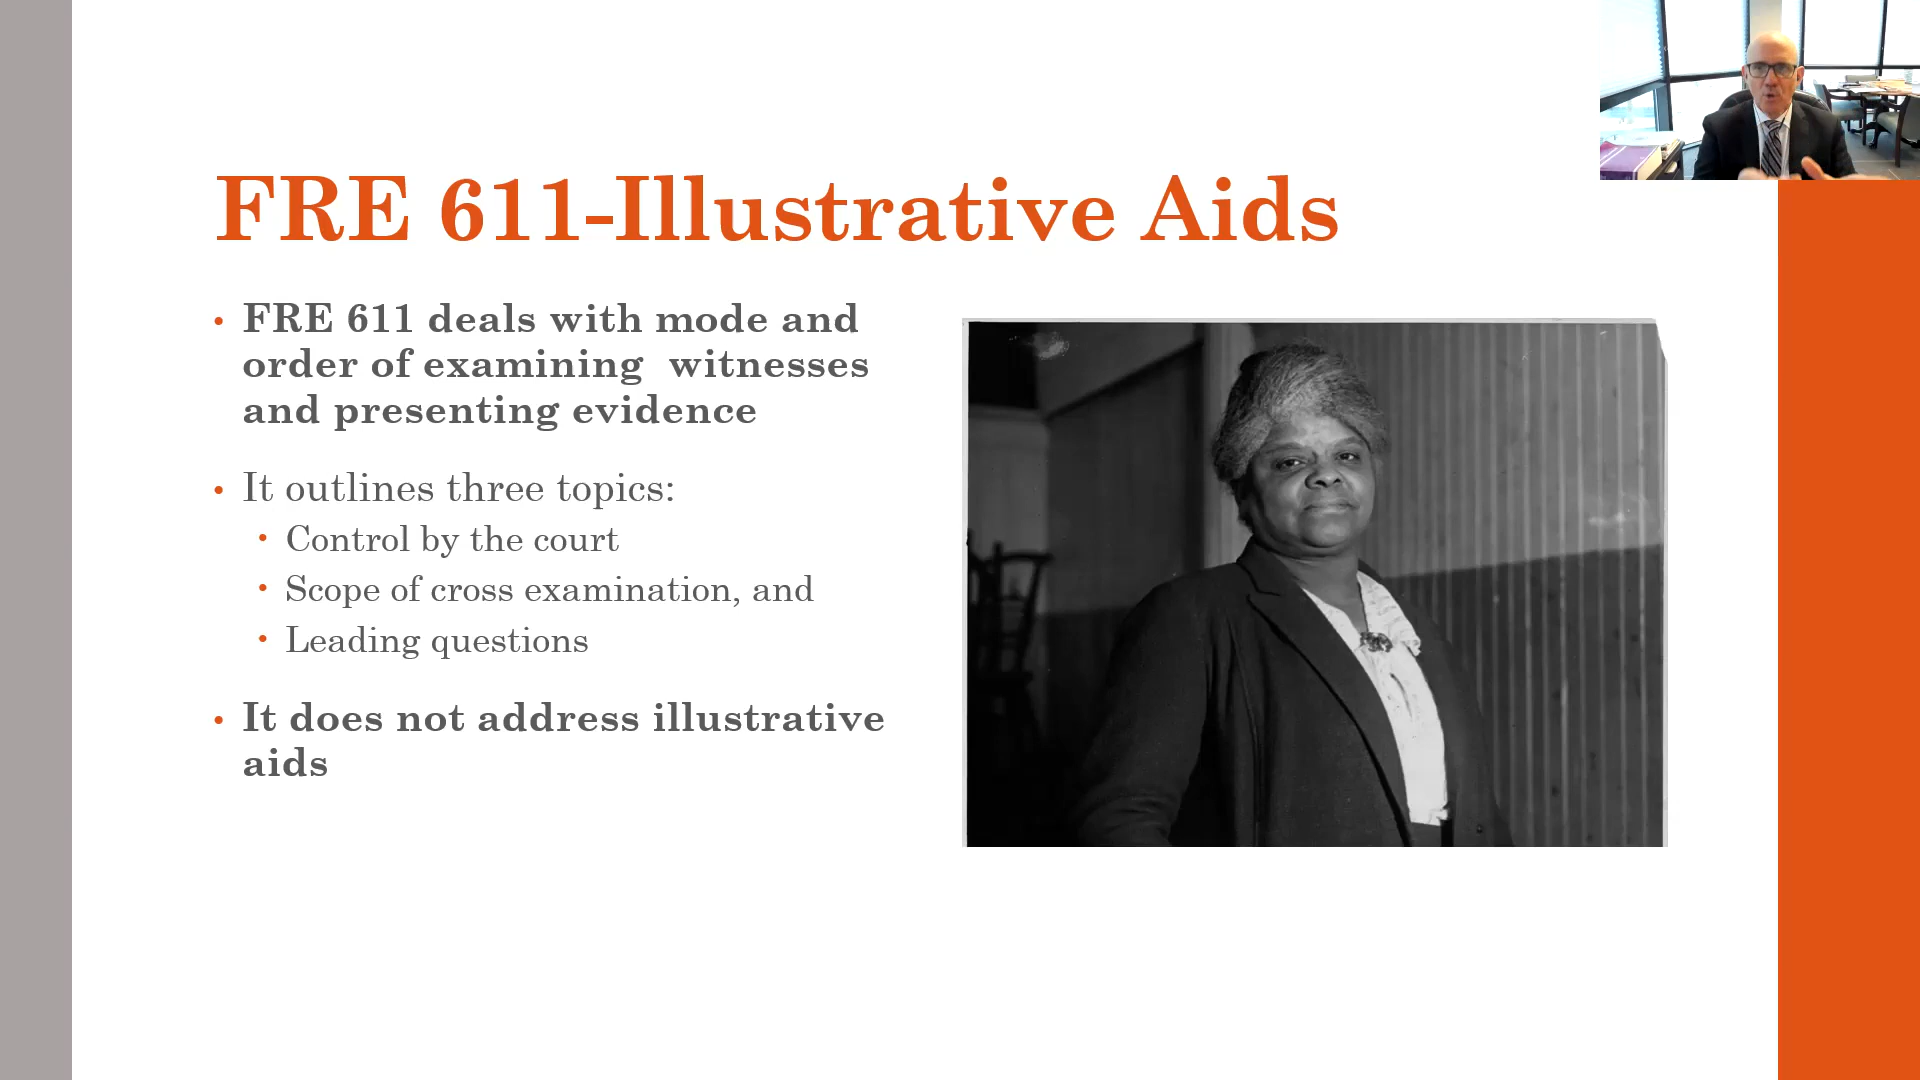 FRE 611-Illustrative Aids
• FRE 611 deals with mode and
order of examining  witnesses
and presenting evidence
• It outlines three topics:
• Control by the court
• Scope of cross examination, and
• Leading questions
• It does not address illustrative
aids